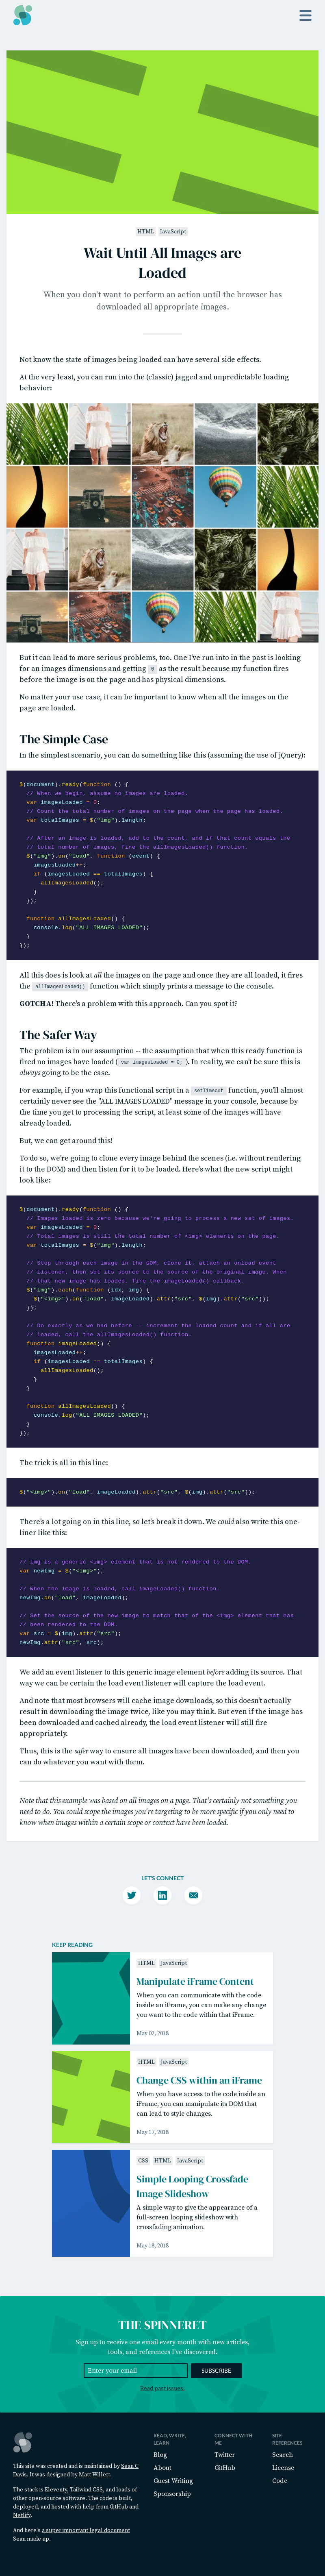 HTML JavaScript
Wait Until All Images are
Loaded
When you don't want to perform an action until the browser has
downloaded all appropriate images.
Not know the state of images being loaded can have several side effects.
At the very least, you can run into the (classic) jagged and unpredictable loading
behavior:
But it can lead to more serious problems, too. One I've run into in the past is looking
for an images dimensions and getting 0 as the result because my function fires
before the image is on the page and has physical dimensions.
No matter your use case, it can be important to know when all the images on the
page are loaded.
The Simple Case
In the simplest scenario, you can do something like this (assuming the use of jQuery):
$(document).ready(function () {
// When we begin, assume no images are loaded.
var imagesLoaded = 0;
// Count the total number of images on the page when the page has loaded.
var totalImages = $("img").length;
// After an image is loaded, add to the count, and if that count equals the
// total number of images, fire the allImagesLoaded() function.
$("img").on("load", function (event) {
imagesLoaded++;
if (imagesLoaded == totalImages) {
allImagesLoaded();
}
});
function allImagesLoaded() {
console.log("ALL IMAGES LOADED");
}
});
All this does is look at all the images on the page and once they are all loaded, it fires
the allImagesLoaded() function which simply prints a message to the console.
GOTCHA! There's a problem with this approach. Can you spot it?
The Safer Way
The problem is in our assumption -- the assumption that when this ready function is
fired no images have loaded ( var imagesLoaded = 0; ). In reality, we can't be sure this is
always going to be the case.
For example, if you wrap this functional script in a setTimeout function, you'll almost
certainly never see the "ALL IMAGES LOADED" message in your console, because by
the time you get to processing the script, at least some of the images will have
already loaded.
But, we can get around this!
To do so, we're going to clone every image behind the scenes (i.e. without rendering
it to the DOM) and then listen for it to be loaded. Here's what the new script might
look like:
$(document).ready(function () {
// Images loaded is zero because we're going to process a new set of images.
var imagesLoaded = 0;
// Total images is still the total number of <img> elements on the page.
var totalImages = $("img").length;
// Step through each image in the DOM, clone it, attach an onload event
// listener, then set its source to the source of the original image. When
// that new image has loaded, fire the imageLoaded() callback.
$("img").each(function (idx, img) {
$("<img>").on("load", imageLoaded).attr("src", $(img).attr("src"));
});
// Do exactly as we had before -- increment the loaded count and if all are
// loaded, call the allImagesLoaded() function.
function imageLoaded() {
imagesLoaded++;
if (imagesLoaded == totalImages) {
allImagesLoaded();
}
}
function allImagesLoaded() {
console.log("ALL IMAGES LOADED");
}
});
The trick is all in this line:
$("<img>").on("load", imageLoaded).attr("src", $(img).attr("src"));
There's a lot going on in this line, so let's break it down. We could also write this one-
liner like this:
// img is a generic <img> element that is not rendered to the DOM.
var newImg = $("<img>");
// When the image is loaded, call imageLoaded() function.
newImg.on("load", imageLoaded);
// Set the source of the new image to match that of the <img> element that has
// been rendered to the DOM.
var src = $(img).attr("src");
newImg.attr("src", src);
We add an event listener to this generic image element before adding its source. That
way we can be certain the load event listener will capture the load event.
And note that most browsers will cache image downloads, so this doesn't actually
result in downloading the image twice, like you may think. But even if the image has
been downloaded and cached already, the load event listener will still fire
appropriately.
Thus, this is the safer way to ensure all images have been downloaded, and then you
can do whatever you want with them.
Note that this example was based on all images on a page. That's certainly not something you
need to do. You could scope the images you're targeting to be more specific if you only need to
know when images within a certain scope or context have been loaded.
LET'S CONNECT
KEEP READING
HTML JavaScript
Manipulate iFrame Content
When you can communicate with the code
inside an iFrame, you can make any change
you want to the code within that iFrame.
May 02, 2018
HTML JavaScript
Change CSS within an iFrame
When you have access to the code inside an
iFrame, you can manipulate its DOM that
can lead to style changes.
May 17, 2018
CSS HTML JavaScript
Simple Looping Crossfade
Image Slideshow
A simple way to give the appearance of a
full-screen looping slideshow with
crossfading animation.
May 18, 2018
THE SPINNERET
Sign up to receive one email every month with new articles,
tools, and references I've discovered.
Enter your email SUBSCRIBE
Read past issues.
This site was created and is maintained by Sean C
Davis. It was designed by Matt Willett.
The stack is Eleventy, Tailwind CSS, and loads of
other open-source software. The code is built,
deployed, and hosted with help from GitHub and
Netlify.
And here's a super important legal document
Sean made up.
READ, WRITE,
LEARN
Blog
About
Guest Writing
Sponsorship
CONNECT WITH
ME
Twitter
GitHub
SITE
REFERENCES
Search
License
Code